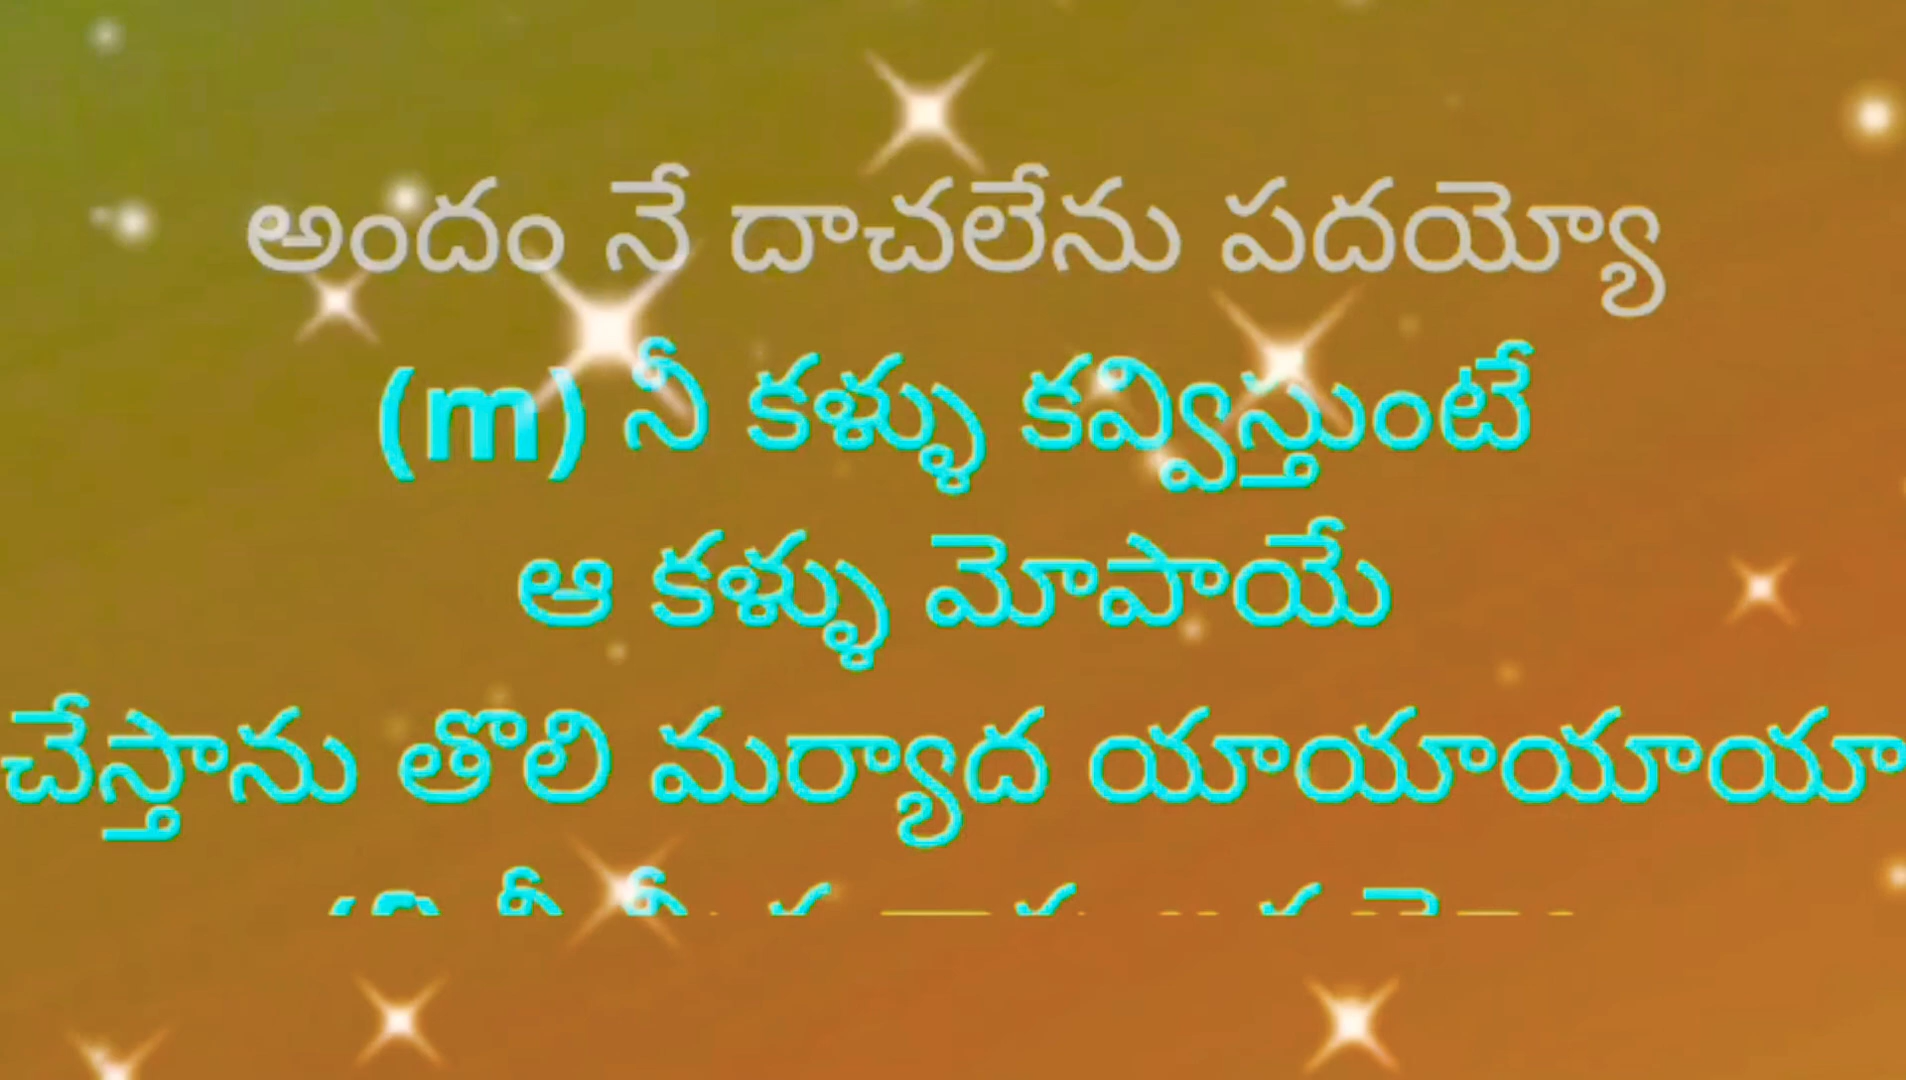 అందం నే దాచలేను పదయ్యో
(m) నీ కళ్ళు కవ్విస్తుంటే
ఆ కళ్ళు మోపాయే
చేస్తాను తొలి మర్యాద యాయాయాయా